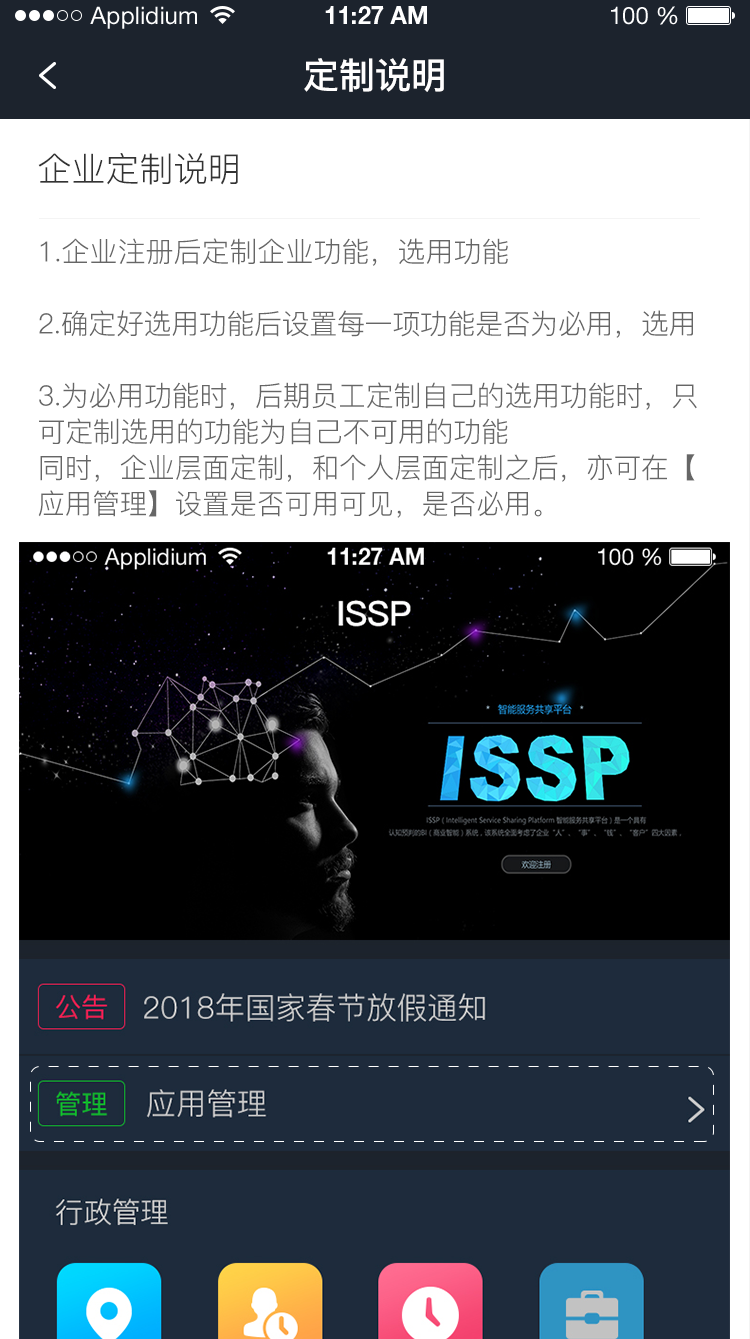 Applidium 11:27 AM 100 %
定制说明
企业定制说明
1.企业注册后定制企业功能，选用功能
2.确定好选用功能后设置每一项功能是否为必用，选用
3.为必用功能时，后期员工定制自己的选用功能时，只
可定制选用的功能为自己不可用的功能
同时，企业层面定制，和个人层面定制之后，亦可在【
应用管理】设置是否可用可见，是否必用。
Applidium 11:27 AM 100 %
ISSP
智能服务共享平台
ISSP
ISSP ( Intelligent Service Sharing Platform 智能服务共享平台 ) 是一个具有
认知预判的BI ( 商业智能 ) 系统，该系统全面考虑了企业 “人” 、 “事” 、 “钱” 、 “客户” 四大因素 。
欢迎注册
公告 2018年国家春节放假通知
管理 应用管理
行政管理